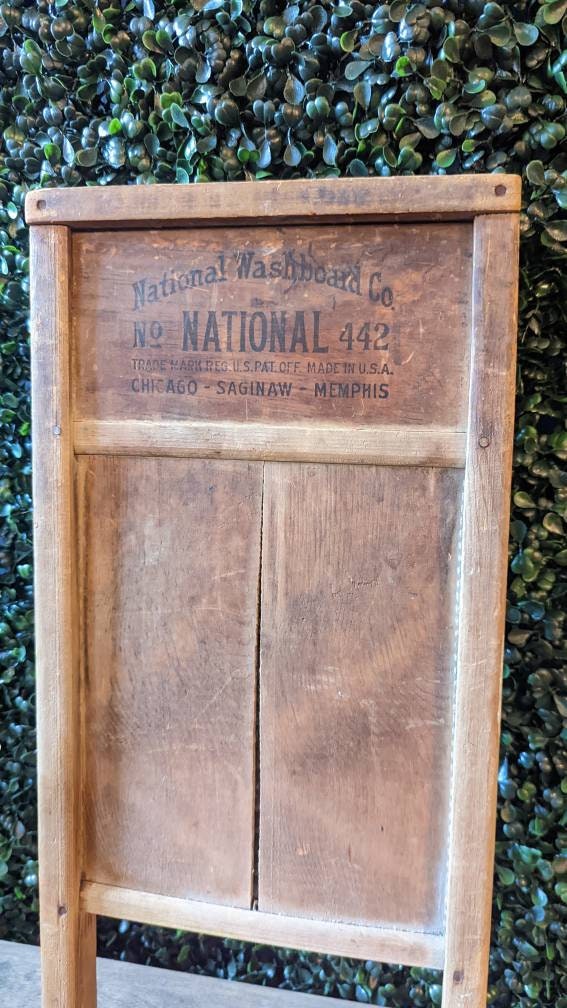 National Washboard Co.
No NATIONAL 442
TRADE MARK REG. U.S. PAT. OFF. MADE IN U.S.A.
CHICAGO - SAGINAW - MEMPHIS